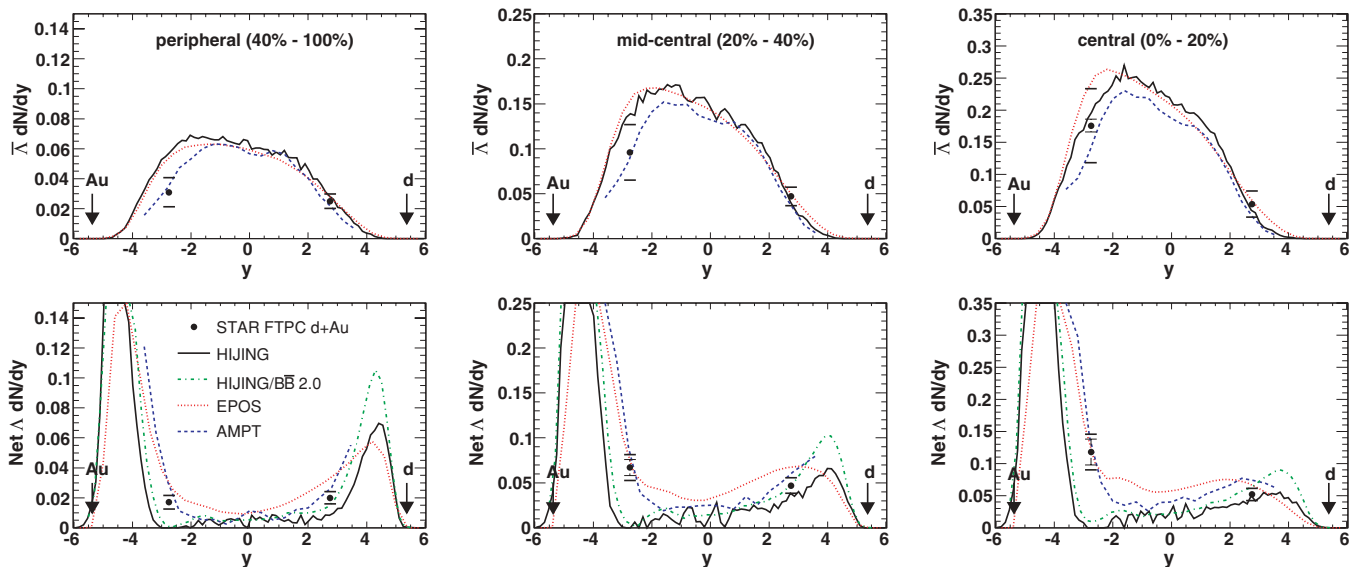 peripheral (40% - 100%)
mid-central (20% - 40%)
central (0% - 20%)
Λ̅ dN/dy
0.14
0.12
0.1
0.08
0.06
0.04
0.02
0
Au
d
-6 -4 -2 0 2 4 6
y
Λ̅ dN/dy
0.25
0.2
0.15
0.1
0.05
0
Au
d
-6 -4 -2 0 2 4 6
y
Λ̅ dN/dy
0.35
0.3
0.25
0.2
0.15
0.1
0.05
0
Au
d
-6 -4 -2 0 2 4 6
y
Net Λ dN/dy
0.14
0.12
0.1
0.08
0.06
0.04
0.02
0
STAR FTPC d+Au
HIJING
HIJING/BB̅ 2.0
EPOS
AMPT
Au
d
-6 -4 -2 0 2 4 6
y
Net Λ dN/dy
0.25
0.2
0.15
0.1
0.05
0
Au
d
-6 -4 -2 0 2 4 6
y
Net Λ dN/dy
0.35
0.3
0.25
0.2
0.15
0.1
0.05
0
Au
d
-6 -4 -2 0 2 4 6
y